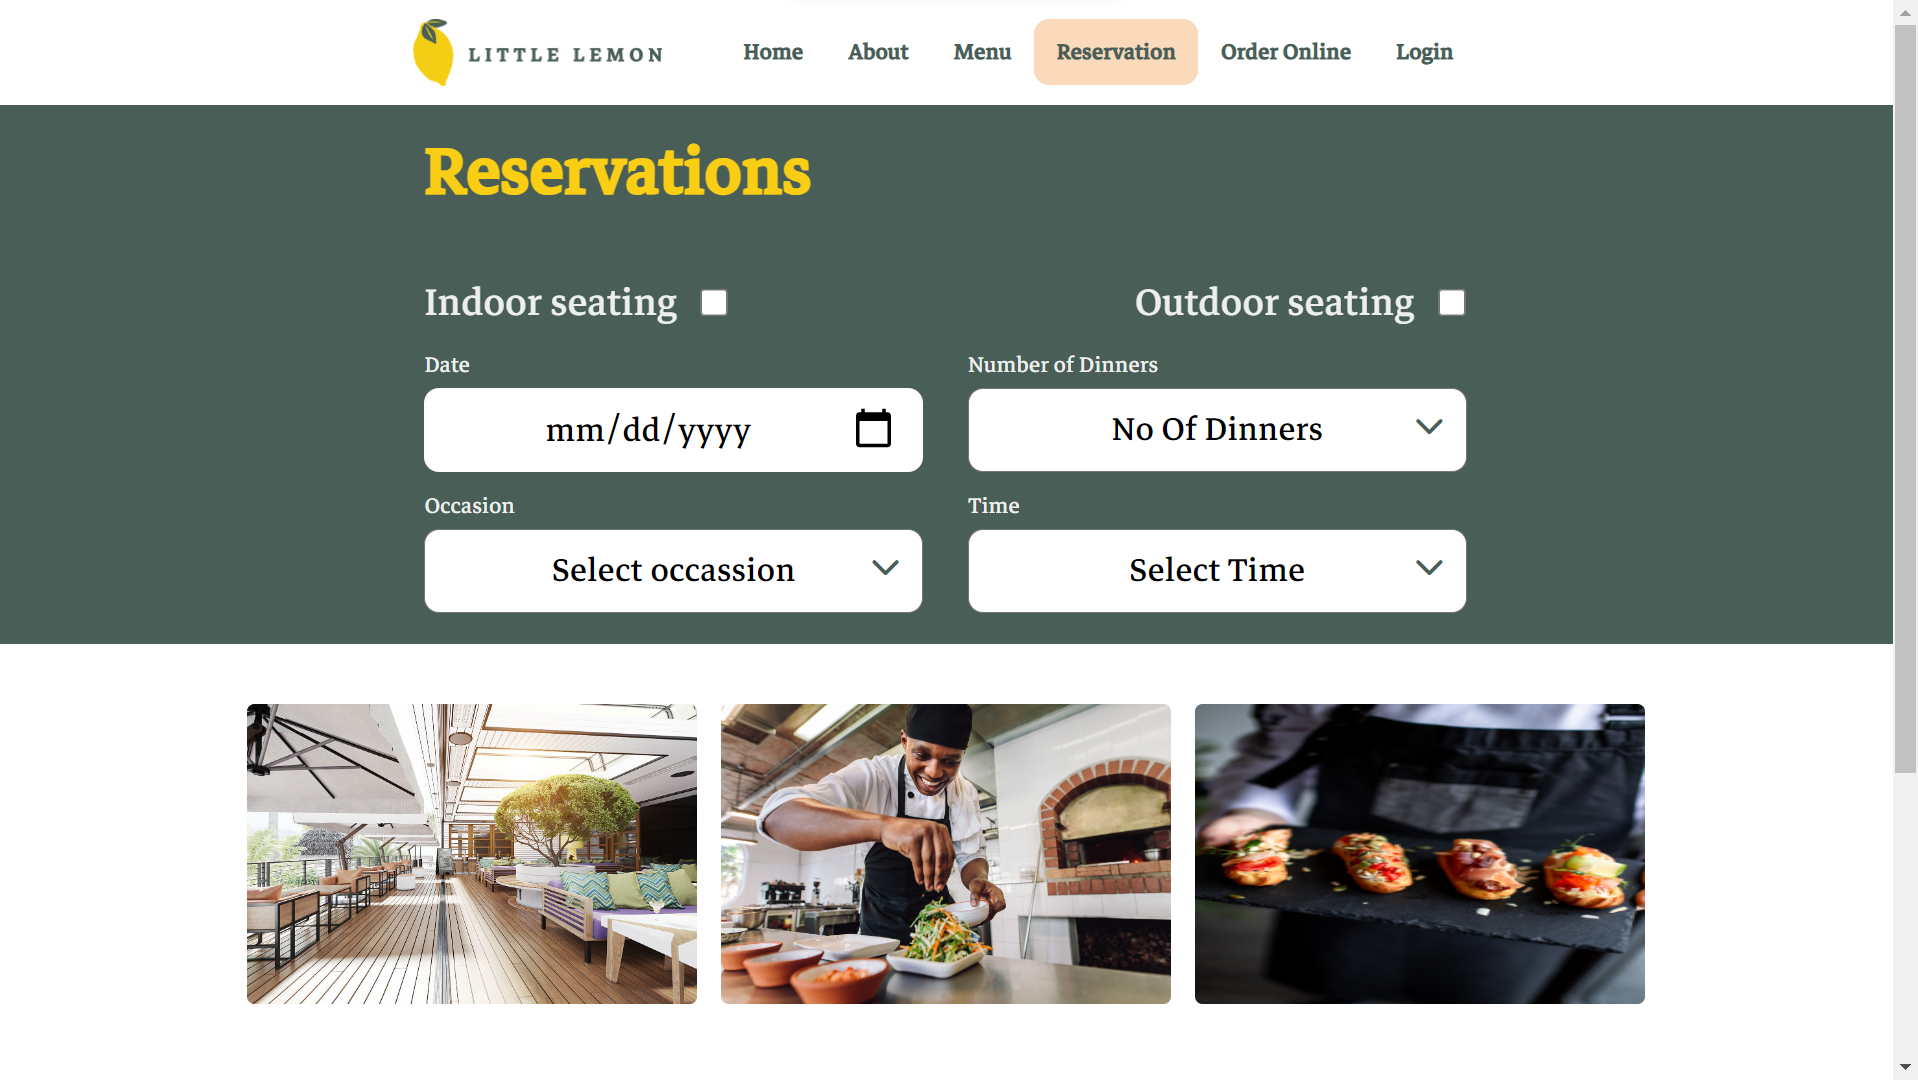 LITTLE LEMON
Home About Menu Reservation Order Online Login
Reservations
Indoor seating Outdoor seating
Date Number of Dinners
mm/dd/yyyy No Of Dinners
Occasion Time
Select occassion Select Time